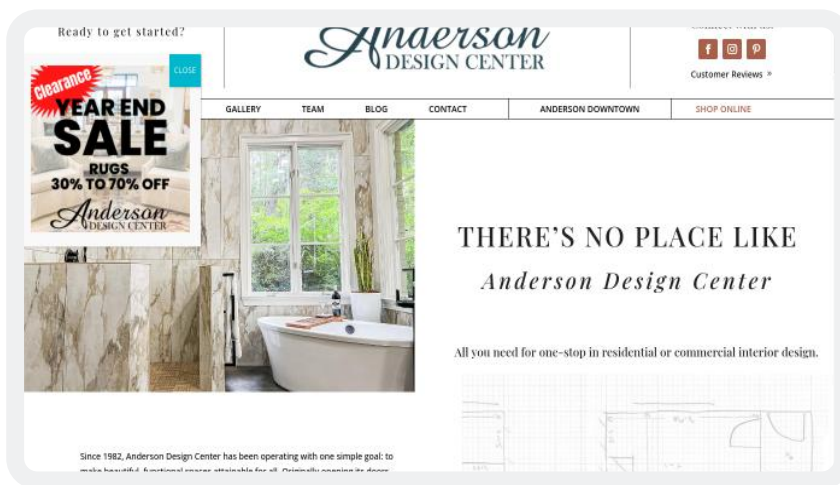 Ready to get started?
Anderson
DESIGN CENTER
Customer Reviews »
CLOSE
Clearance
YEAR END
SALE
RUGS
30% TO 70% OFF
Anderson
DESIGN CENTER
GALLERY TEAM BLOG CONTACT ANDERSON DOWNTOWN SHOP ONLINE
THERE'S NO PLACE LIKE
Anderson Design Center
All you need for one-stop in residential or commercial interior design.
Since 1982, Anderson Design Center has been operating with one simple goal: to
make beautiful, functional spaces attainable for all. Originally opening its doors